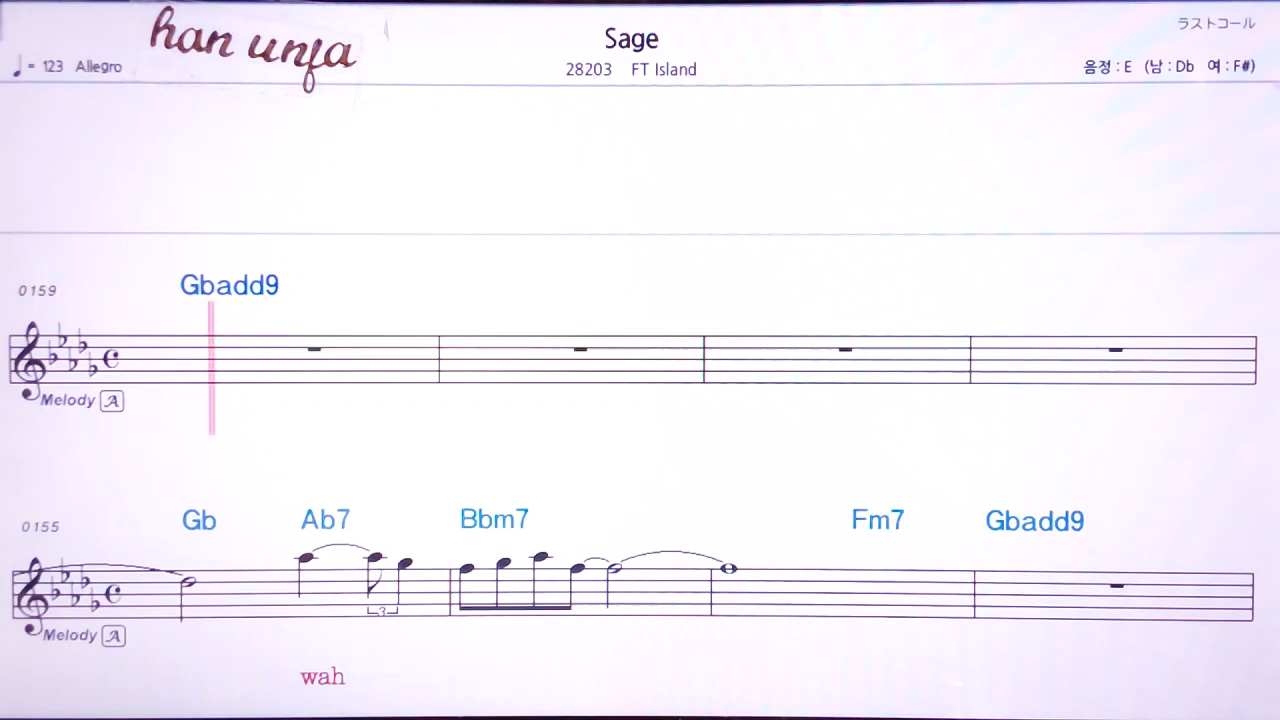 han unfa
Sage
ラストコール
♩ = 123 Allegro
28203 FT Island
음정 : E (남 : Db 여 : F#)
Gbadd9
0159
Melody A
Gb Ab7 Bbm7 Fm7 Gbadd9
0155
3
Melody A
wah